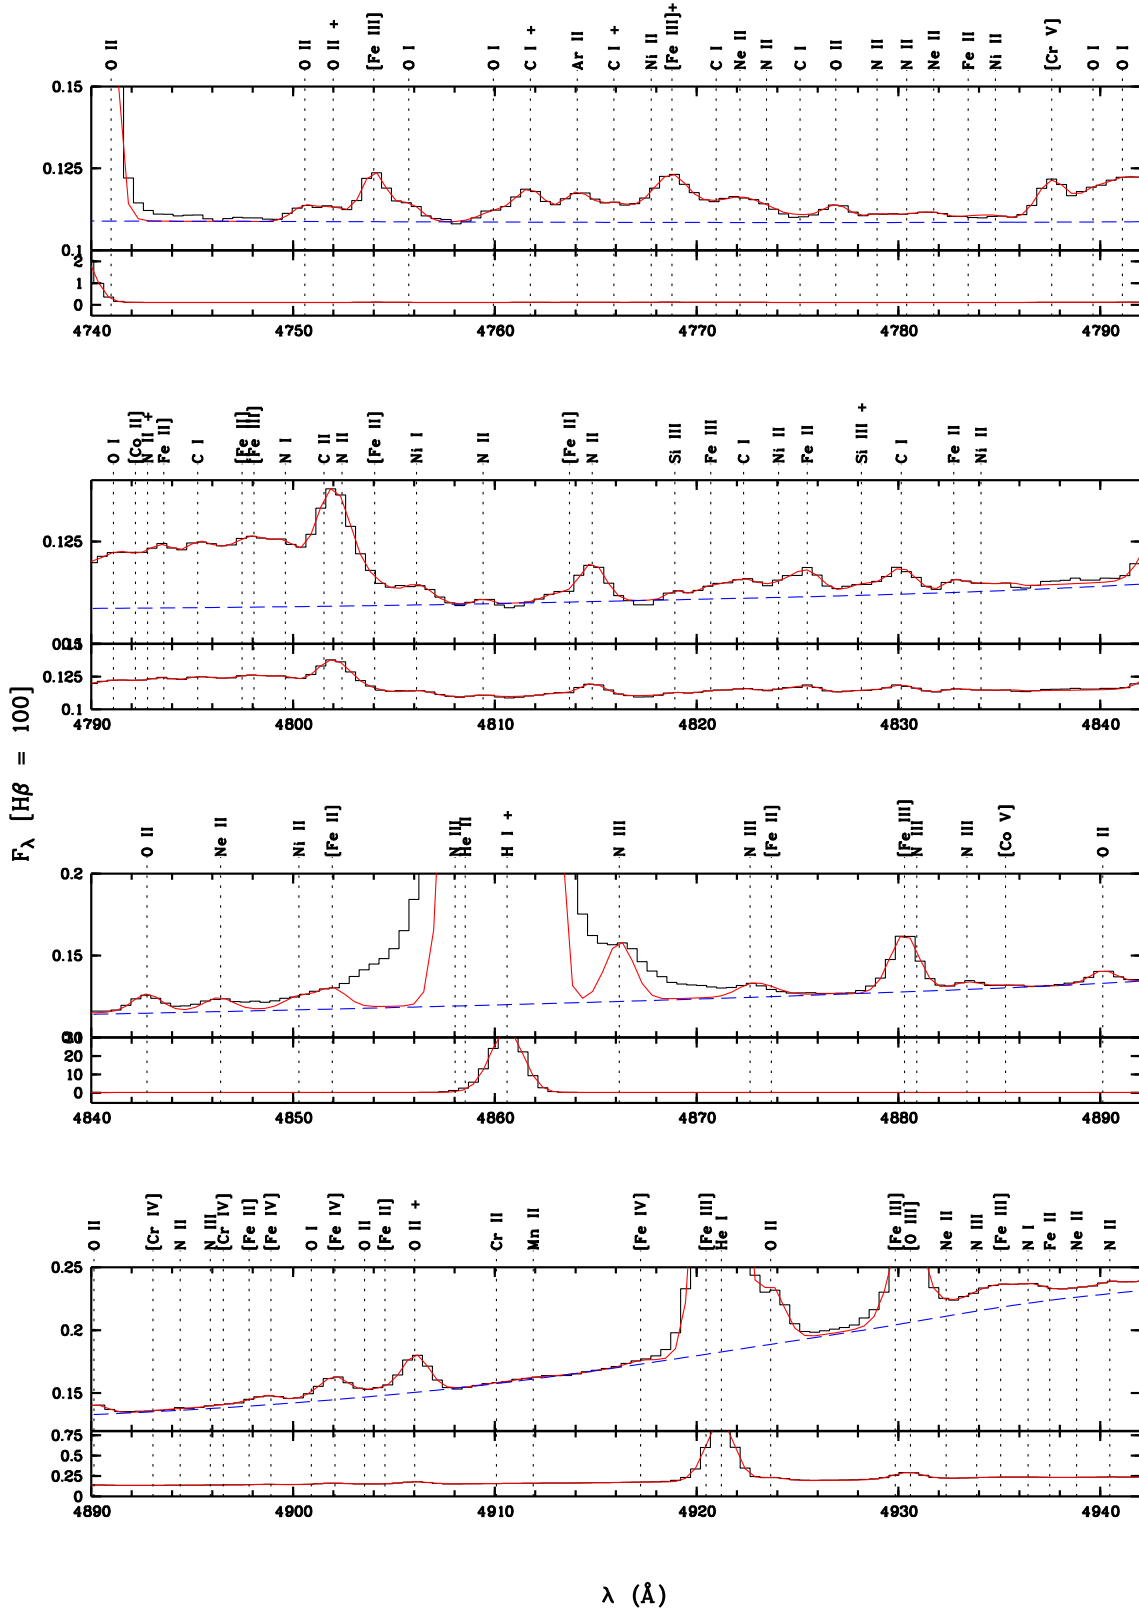 O II
O II
O II +
[Fe III]
O I
O I
C I +
Ar II
C I +
Ni II
[Fe III]+
C I
Ne II
N II
C I
O II
N II
N II
Ne II
Fe II
Ni II
[Cr V]
O I
O I
0.15
0.125
0.1
2
1
0
4740 4750 4760 4770 4780 4790
O I
[Co II]
N II +
Fe II]
C I
[Fe II]
[Fe III]
N I
C II
N II
[Fe II]
Ni I
N II
[Fe II]
N II
Si III
Fe III
C I
Ni II
Fe II
Si III +
C I
Fe II
Ni II
0.125
0.125
0.1
4790 4800 4810 4820 4830 4840
O II
Ne II
Ni II
[Fe II]
N III
He II
H I +
N III
N III
[Fe II]
[Fe III]
N III
N III
[Co V]
O II
0.2
0.15
20
10
0
4840 4850 4860 4870 4880 4890
O II
[Cr IV]
N II
N III
[Cr IV]
[Fe II]
[Fe IV]
O I
[Fe IV]
O II
[Fe II]
O II +
Cr II
Mn II
[Fe IV]
[Fe III]
He I
O II
[Fe III]
[O III]
Ne II
N III
[Fe III]
N I
Fe II
Ne II
N II
0.25
0.2
0.15
0.75
0.5
0.25
0
4890 4900 4910 4920 4930 4940
F λ [Hβ = 100]
λ (Å)